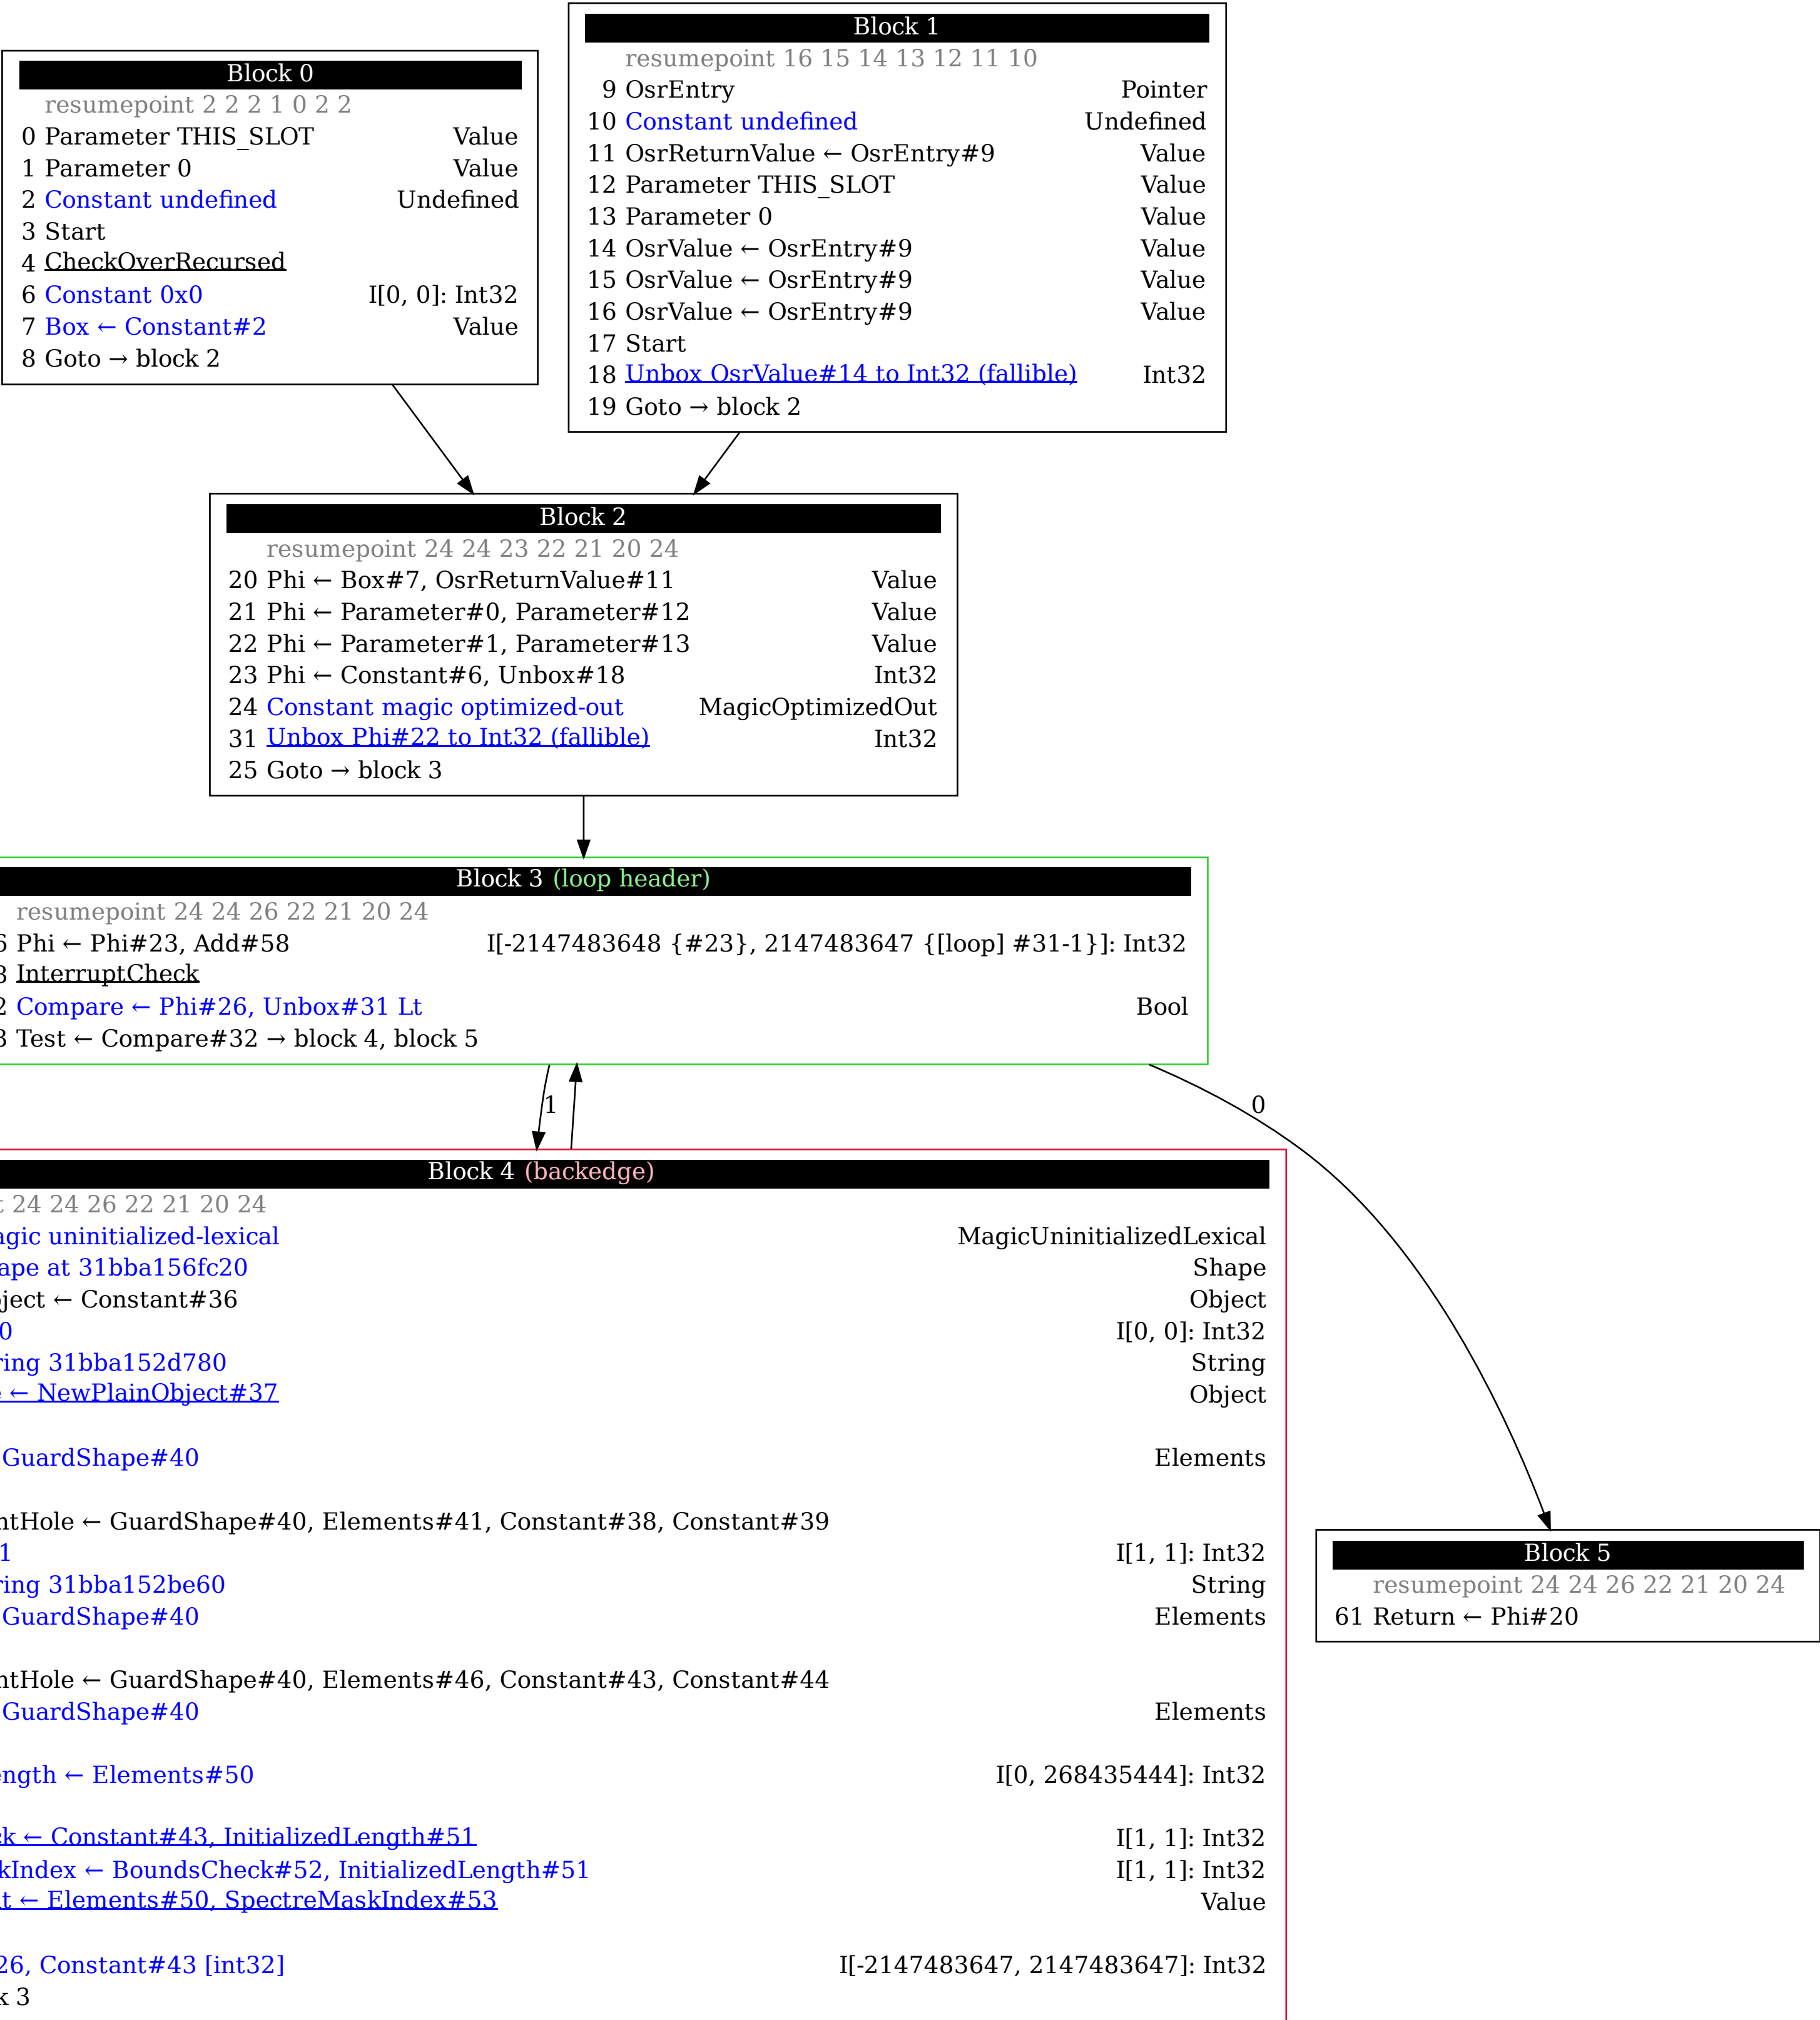 Block 0
resumepoint 2 2 2 1 0 2 2
0 Parameter THIS_SLOT Value
1 Parameter 0 Value
2 Constant undefined Undefined
3 Start
4 CheckOverRecursed
6 Constant 0x0 I[0, 0]: Int32
7 Box ← Constant#2 Value
8 Goto → block 2
Block 1
resumepoint 16 15 14 13 12 11 10
9 OsrEntry Pointer
10 Constant undefined Undefined
11 OsrReturnValue ← OsrEntry#9 Value
12 Parameter THIS_SLOT Value
13 Parameter 0 Value
14 OsrValue ← OsrEntry#9 Value
15 OsrValue ← OsrEntry#9 Value
16 OsrValue ← OsrEntry#9 Value
17 Start
18 Unbox OsrValue#14 to Int32 (fallible) Int32
19 Goto → block 2
Block 2
resumepoint 24 24 23 22 21 20 24
20 Phi ← Box#7, OsrReturnValue#11 Value
21 Phi ← Parameter#0, Parameter#12 Value
22 Phi ← Parameter#1, Parameter#13 Value
23 Phi ← Constant#6, Unbox#18 Int32
24 Constant magic optimized-out MagicOptimizedOut
31 Unbox Phi#22 to Int32 (fallible) Int32
25 Goto → block 3
Block 3 (loop header)
resumepoint 24 24 26 22 21 20 24
6 Phi ← Phi#23, Add#58 I[-2147483648 {#23}, 2147483647 {[loop] #31-1}]: Int32
8 InterruptCheck
2 Compare ← Phi#26, Unbox#31 Lt Bool
3 Test ← Compare#32 → block 4, block 5
1
0
Block 4 (backedge)
t 24 24 26 22 21 20 24
agic uninitialized-lexical MagicUninitializedLexical
ape at 31bba156fc20 Shape
ject ← Constant#36 Object
0 I[0, 0]: Int32
ring 31bba152d780 String
e ← NewPlainObject#37 Object
GuardShape#40 Elements
ntHole ← GuardShape#40, Elements#41, Constant#38, Constant#39
1 I[1, 1]: Int32
ring 31bba152be60 String
GuardShape#40 Elements
ntHole ← GuardShape#40, Elements#46, Constant#43, Constant#44
GuardShape#40 Elements
ength ← Elements#50 I[0, 268435444]: Int32
ck ← Constant#43, InitializedLength#51 I[1, 1]: Int32
kIndex ← BoundsCheck#52, InitializedLength#51 I[1, 1]: Int32
t ← Elements#50, SpectreMaskIndex#53 Value
26, Constant#43 [int32] I[-2147483647, 2147483647]: Int32
k 3
Block 5
resumepoint 24 24 26 22 21 20 24
61 Return ← Phi#20